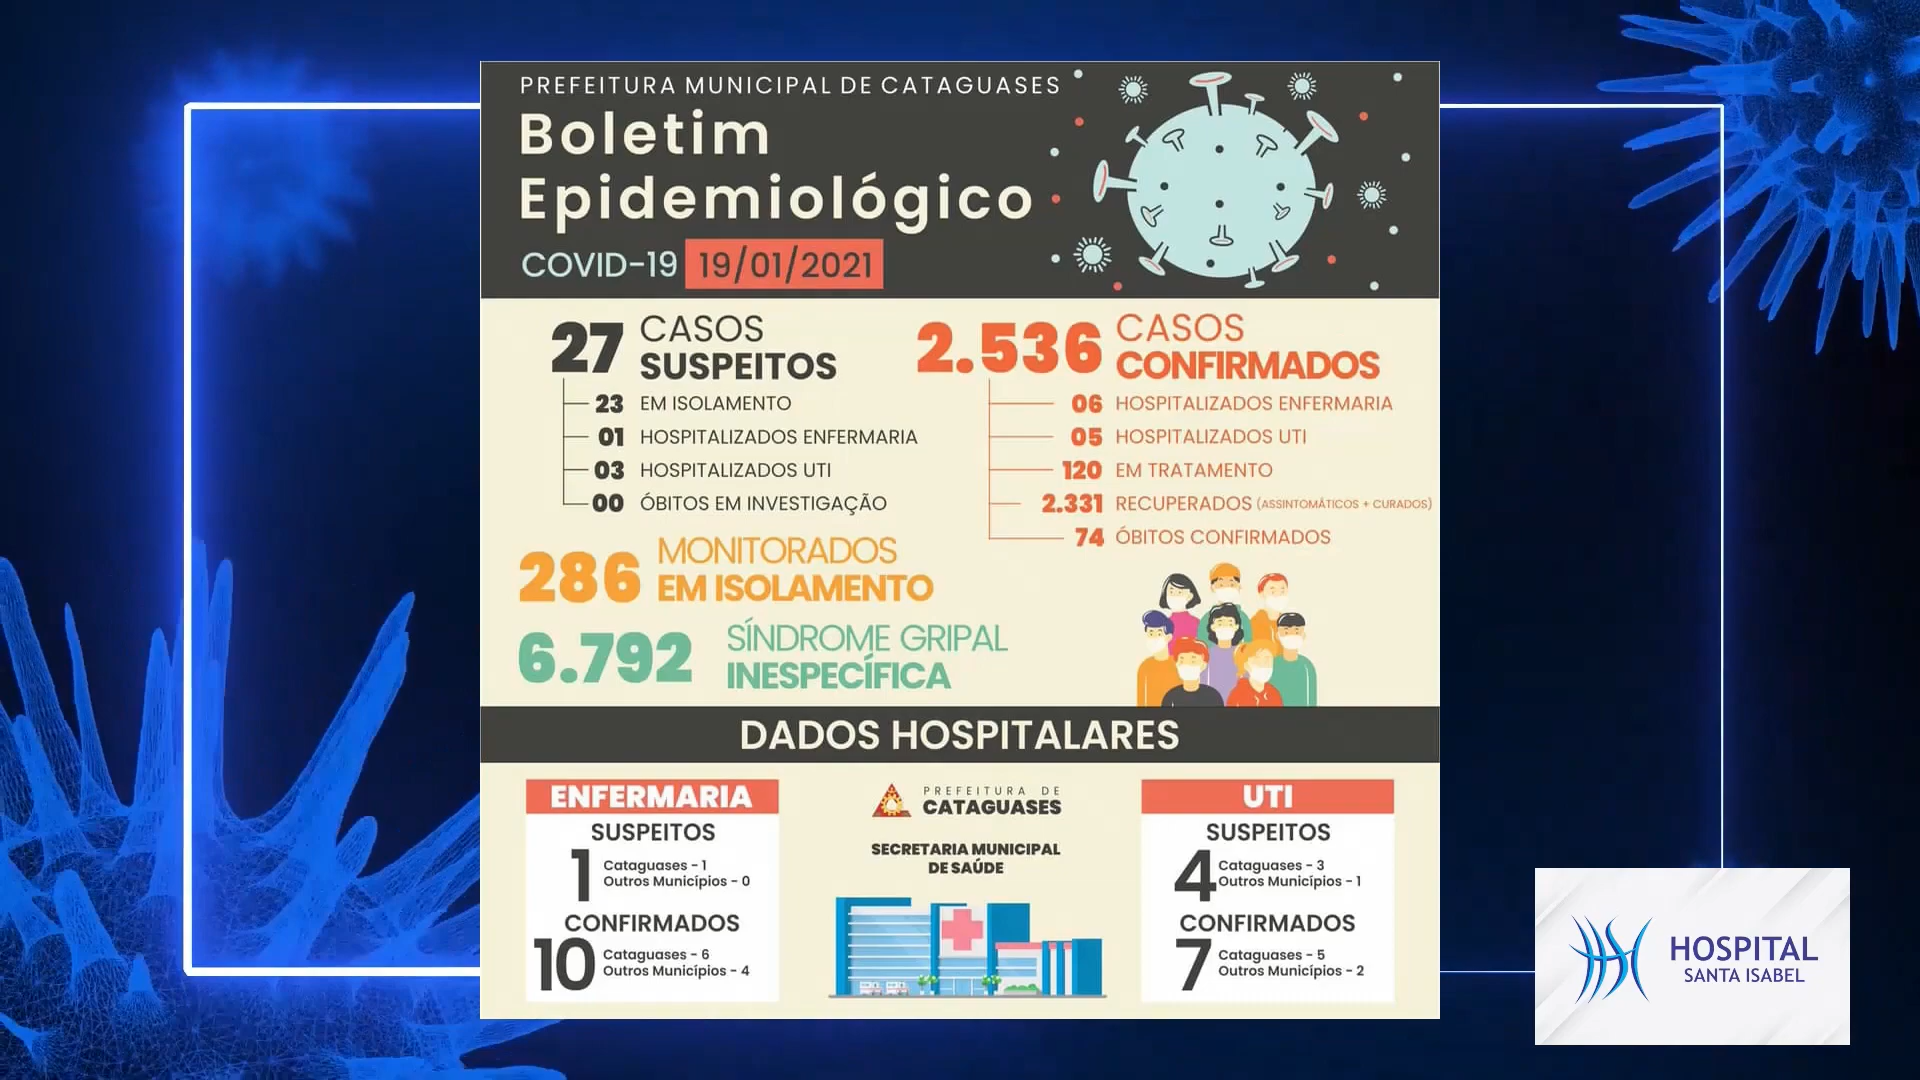 PREFEITURA MUNICIPAL DE CATAGUASES
Boletim
Epidemiológico
COVID-19 19/01/2021
27 CASOS
SUSPEITOS
23 EM ISOLAMENTO
01 HOSPITALIZADOS ENFERMARIA
03 HOSPITALIZADOS UTI
00 ÓBITOS EM INVESTIGAÇÃO
2.536 CASOS
CONFIRMADOS
06 HOSPITALIZADOS ENFERMARIA
05 HOSPITALIZADOS UTI
120 EM TRATAMENTO
2.331 RECUPERADOS (ASSINTOMÁTICOS + CURADOS)
74 ÓBITOS CONFIRMADOS
286 MONITORADOS
EM ISOLAMENTO
6.792 SÍNDROME GRIPAL
INESPECÍFICA
DADOS HOSPITALARES
ENFERMARIA
SUSPEITOS
1 Cataguases - 1
Outros Municípios - 0
CONFIRMADOS
10 Cataguases - 6
Outros Municípios - 4
PREFEITURA DE
CATAGUASES
SECRETARIA MUNICIPAL
DE SAÚDE
UTI
SUSPEITOS
4 Cataguases - 3
Outros Municípios - 1
CONFIRMADOS
7 Cataguases - 5
Outros Municípios - 2
HOSPITAL
SANTA ISABEL